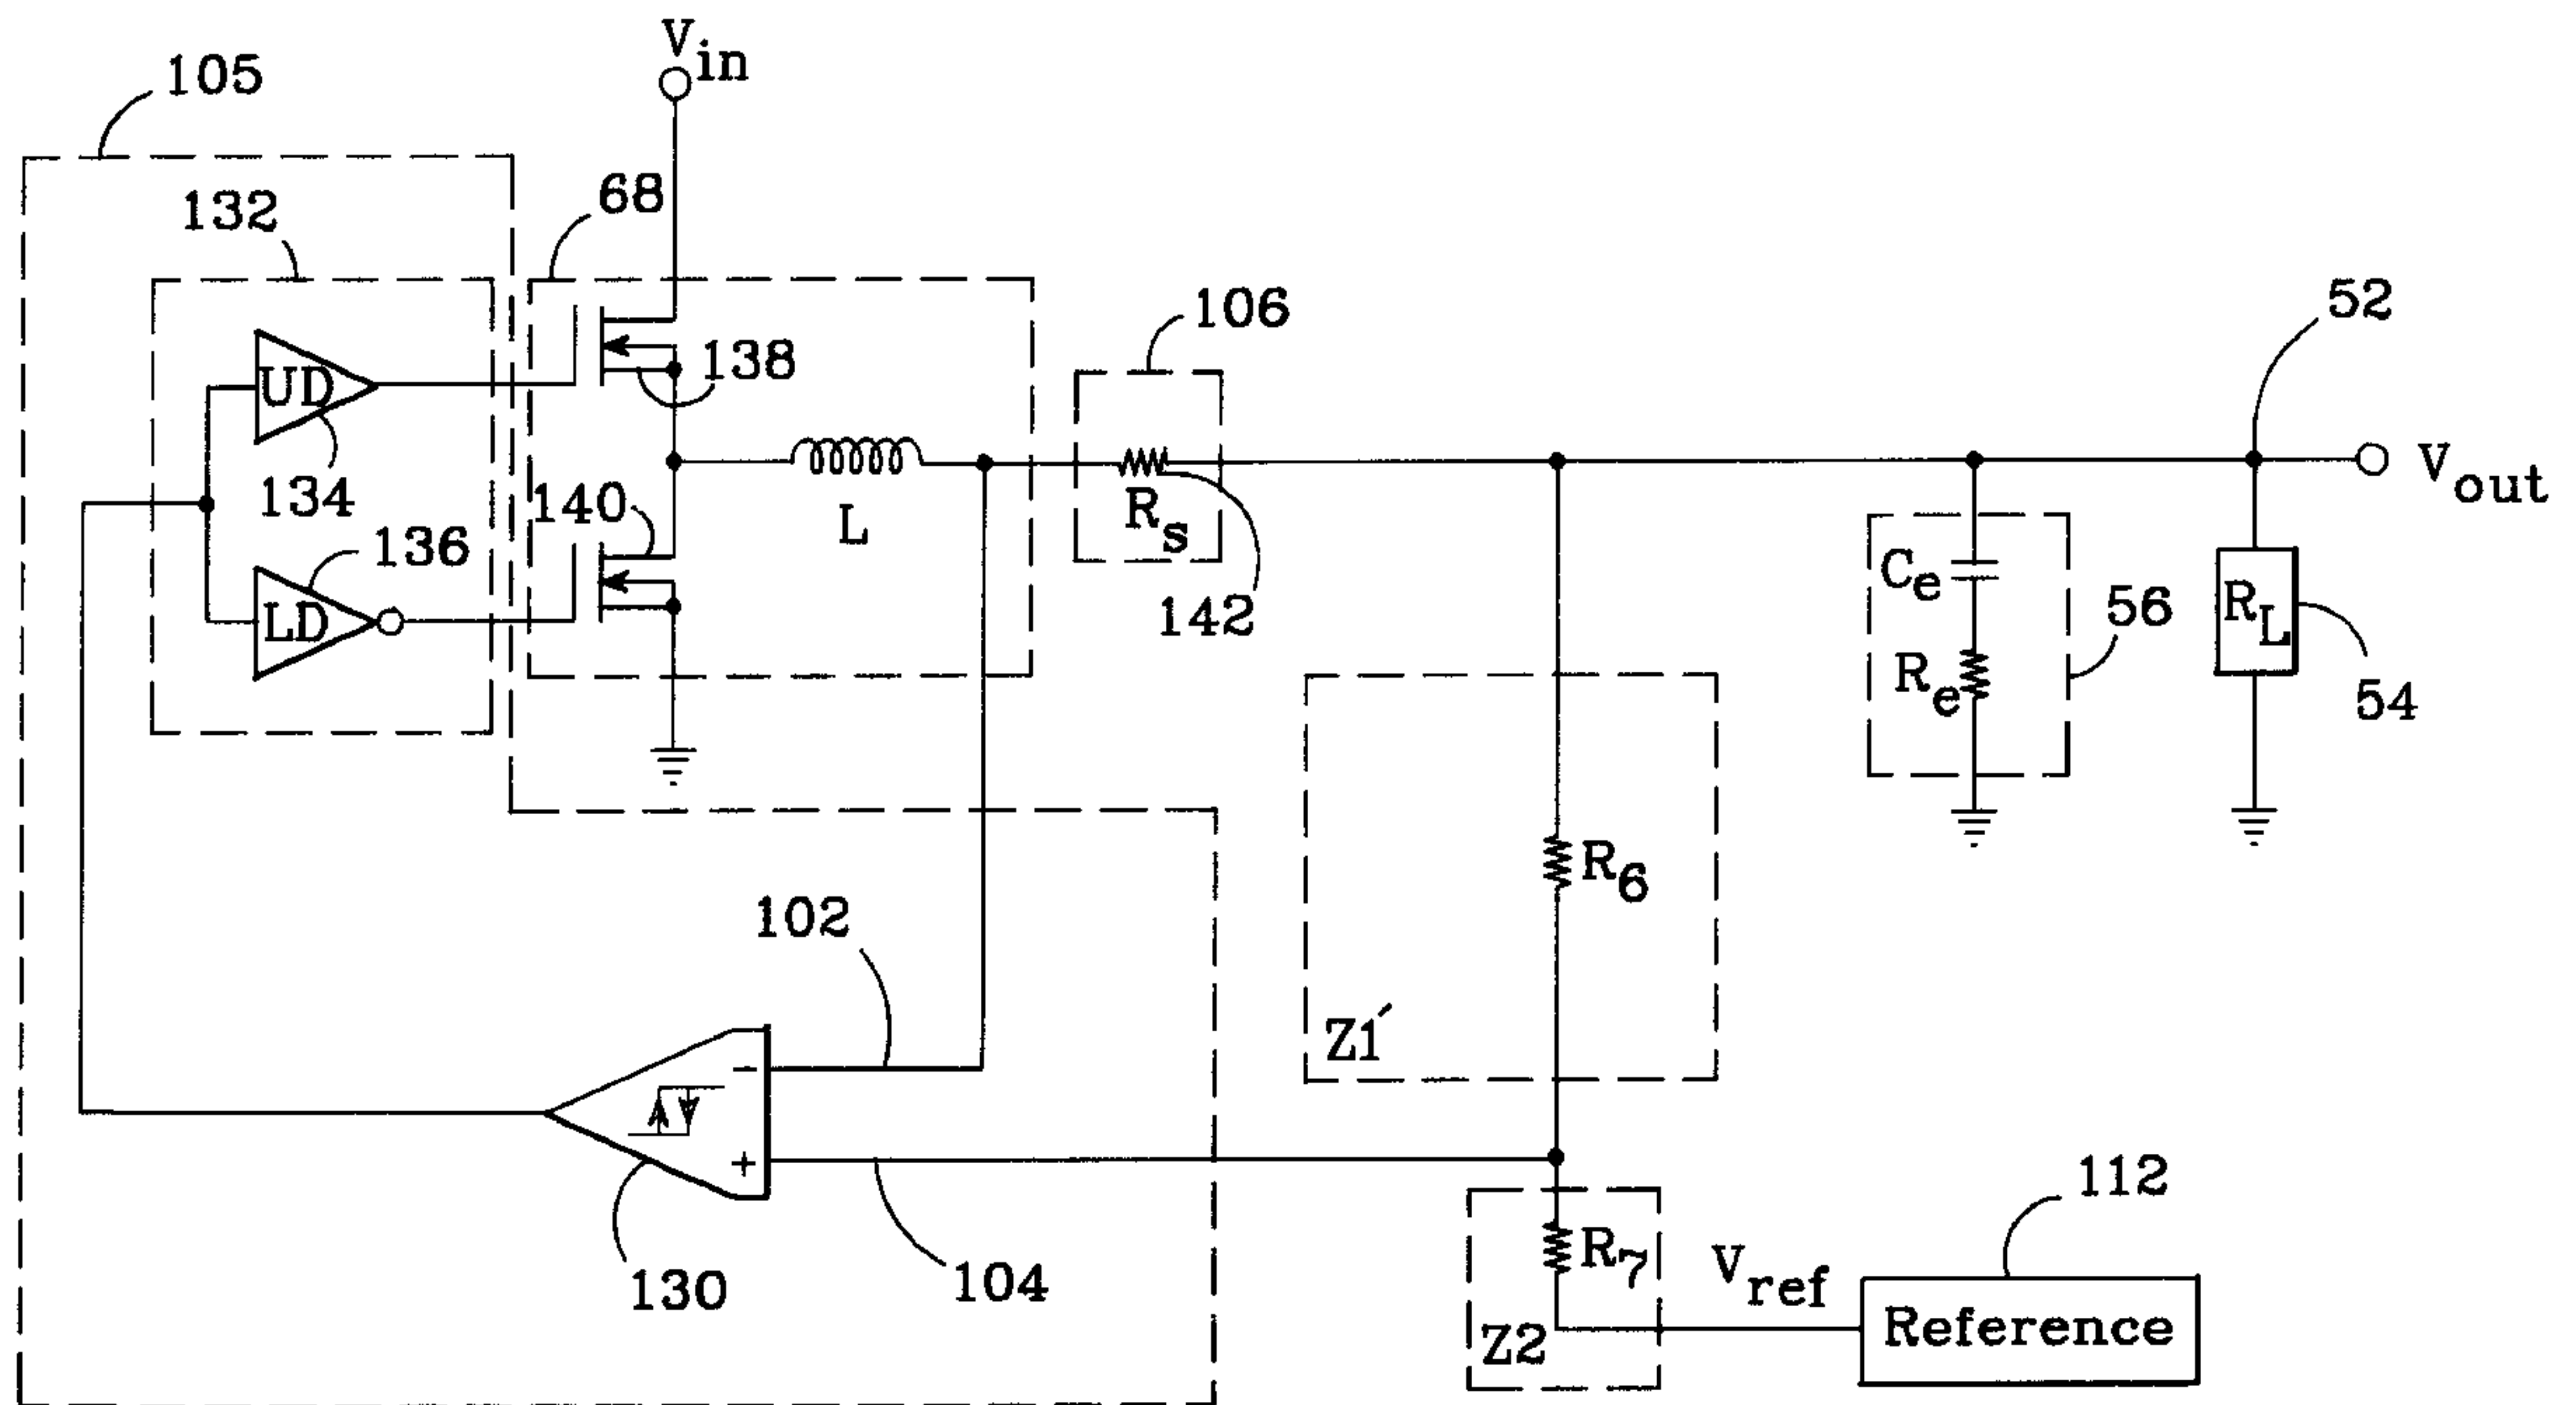 Vin
105
68
132
106
52
138
UD
134
140
L
Rs
142
Vout
136
LD
Ce
Re
56
RL
54
R6
102
Z1′
-
+
130
104
R7
Z2
Vref
112
Reference